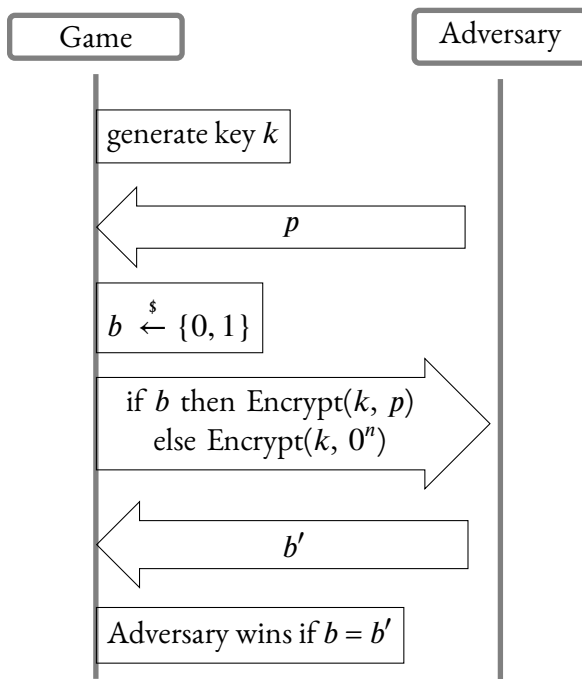 Game
Adversary
generate key k
p
b $← {0, 1}
if b then Encrypt(k, p)
else Encrypt(k, 0ⁿ)
b′
Adversary wins if b = b′